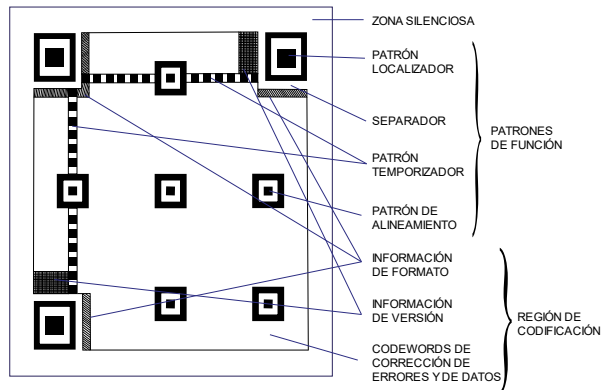 ZONA SILENCIOSA
PATRÓN
LOCALIZADOR
SEPARADOR
PATRONES
DE FUNCIÓN
PATRÓN
TEMPORIZADOR
PATRÓN DE
ALINEAMIENTO
INFORMACIÓN
DE FORMATO
INFORMACIÓN
DE VERSIÓN
REGIÓN DE
CODIFICACIÓN
CODEWORDS DE
CORRECCIÓN DE
ERRORES Y DE DATOS